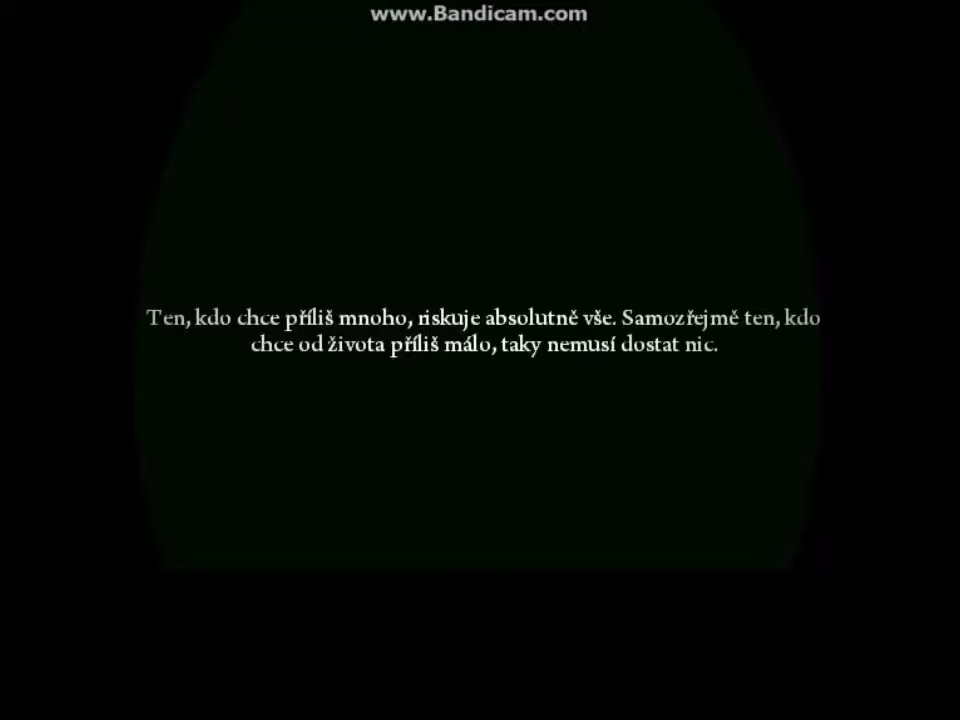 www.Bandicam.com
Ten, kdo chce příliš mnoho, riskuje absolutně vše. Samozřejmě ten, kdo
chce od života příliš málo, taky nemusí dostat nic.